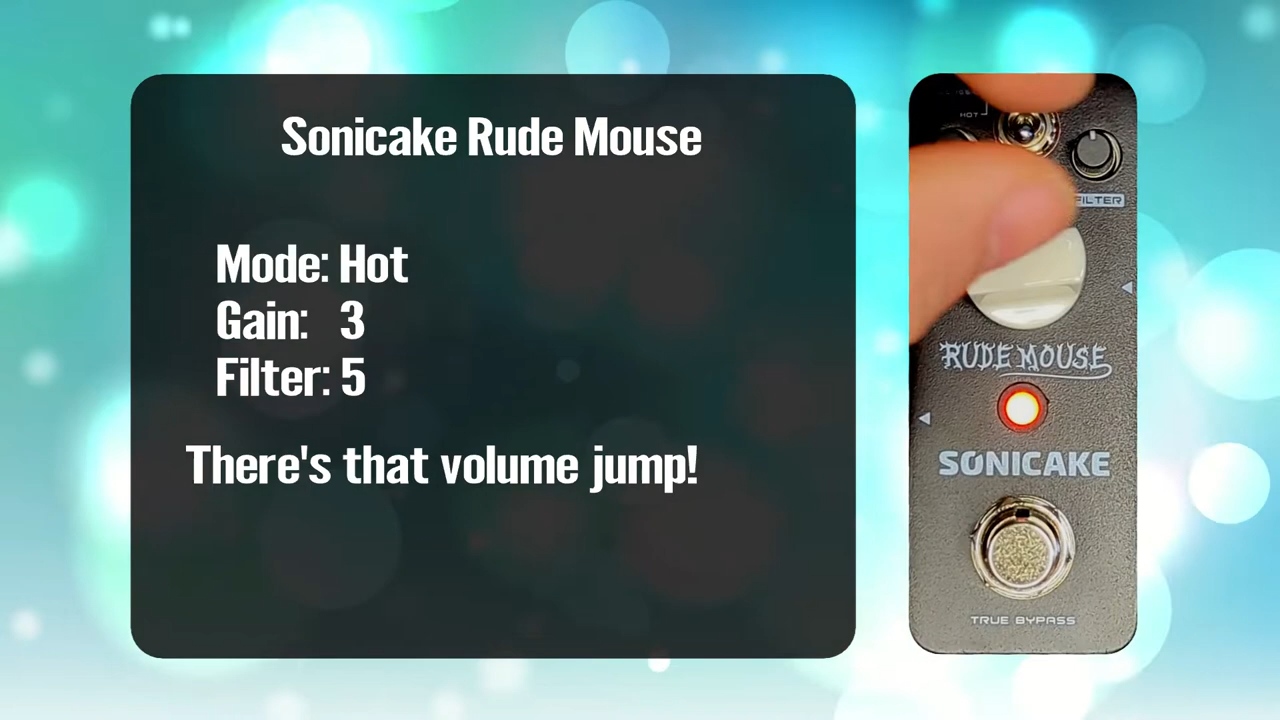 Sonicake Rude Mouse
Mode: Hot
Gain: 3
Filter: 5
There's that volume jump!
HOT
FILTER
RUDE MOUSE
SONICAKE
TRUE BYPASS